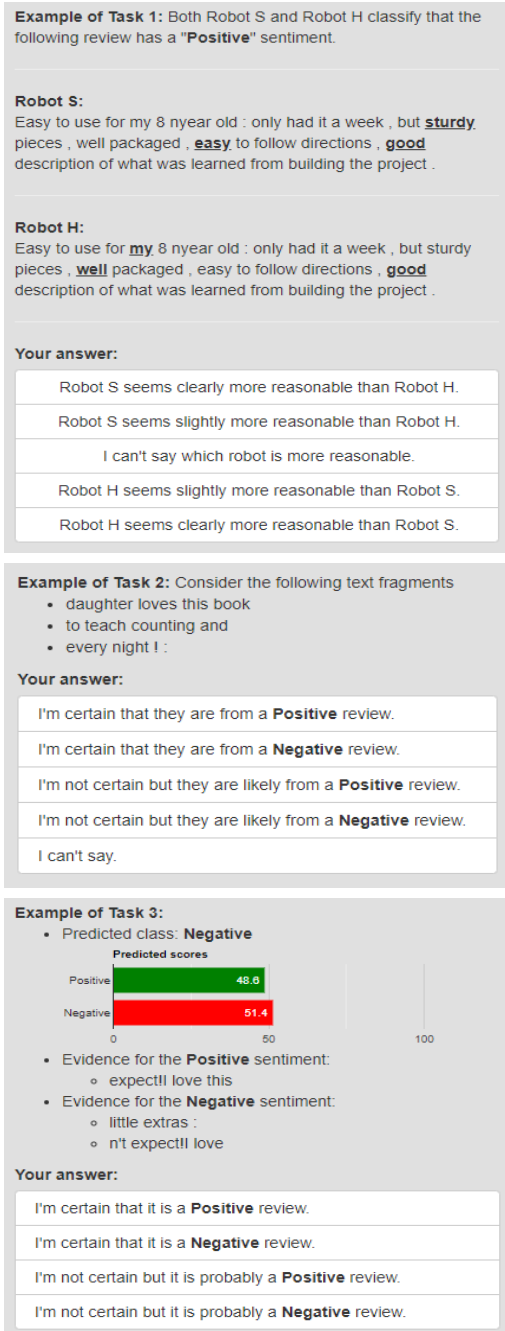 Example of Task 1: Both Robot S and Robot H classify that the
following review has a "Positive" sentiment.
Robot S:
Easy to use for my 8 nyear old : only had it a week , but sturdy
pieces , well packaged , easy to follow directions , good
description of what was learned from building the project .
Robot H:
Easy to use for my 8 nyear old : only had it a week , but sturdy
pieces , well packaged , easy to follow directions , good
description of what was learned from building the project .
Your answer:
Robot S seems clearly more reasonable than Robot H.
Robot S seems slightly more reasonable than Robot H.
I can't say which robot is more reasonable.
Robot H seems slightly more reasonable than Robot S.
Robot H seems clearly more reasonable than Robot S.
Example of Task 2: Consider the following text fragments
• daughter loves this book
• to teach counting and
• every night ! :
Your answer:
I'm certain that they are from a Positive review.
I'm certain that they are from a Negative review.
I'm not certain but they are likely from a Positive review.
I'm not certain but they are likely from a Negative review.
I can't say.
Example of Task 3:
• Predicted class: Negative
Predicted scores
Positive 48.6
Negative 51.4
0 50 100
• Evidence for the Positive sentiment:
◦ expect!I love this
• Evidence for the Negative sentiment:
◦ little extras :
◦ n't expect!I love
Your answer:
I'm certain that it is a Positive review.
I'm certain that it is a Negative review.
I'm not certain but it is probably a Positive review.
I'm not certain but it is probably a Negative review.